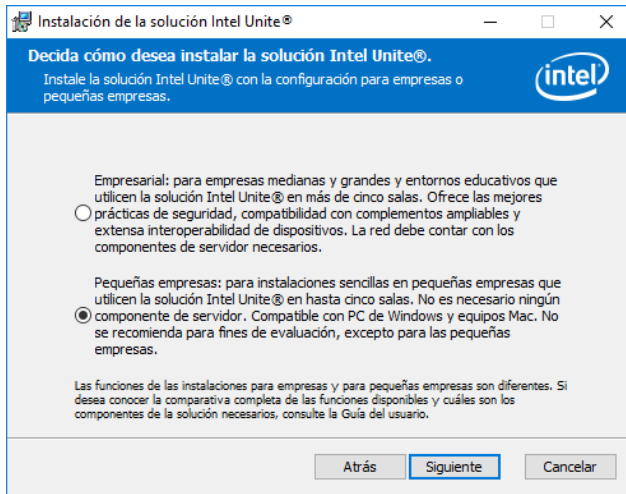 Instalación de la solución Intel Unite®
Decida cómo desea instalar la solución Intel Unite®.
Instale la solución Intel Unite® con la configuración para empresas o
pequeñas empresas.
intel
Empresarial: para empresas medianas y grandes y entornos educativos que
utilicen la solución Intel Unite® en más de cinco salas. Ofrece las mejores
prácticas de seguridad, compatibilidad con complementos ampliables y
extensa interoperabilidad de dispositivos. La red debe contar con los
componentes de servidor necesarios.
Pequeñas empresas: para instalaciones sencillas en pequeñas empresas que
utilicen la solución Intel Unite® en hasta cinco salas. No es necesario ningún
componente de servidor. Compatible con PC de Windows y equipos Mac. No
se recomienda para fines de evaluación, excepto para las pequeñas
empresas.
Las funciones de las instalaciones para empresas y para pequeñas empresas son diferentes. Si
desea conocer la comparativa completa de las funciones disponibles y cuáles son los
componentes de la solución necesarios, consulte la Guía del usuario.
Atrás
Siguiente
Cancelar